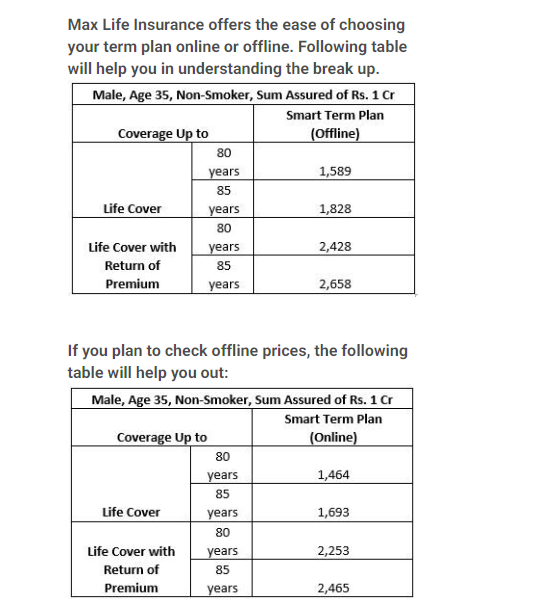 Max Life Insurance offers the ease of choosing
your term plan online or offline. Following table
will help you in understanding the break up.
Male, Age 35, Non-Smoker, Sum Assured of Rs. 1 Cr
Coverage Up to Smart Term Plan
(Offline)
Life Cover 80
years 1,589
85
years 1,828
Life Cover with
Return of
Premium 80
years 2,428
85
years 2,658
If you plan to check offline prices, the following
table will help you out:
Male, Age 35, Non-Smoker, Sum Assured of Rs. 1 Cr
Coverage Up to Smart Term Plan
(Online)
Life Cover 80
years 1,464
85
years 1,693
Life Cover with
Return of
Premium 80
years 2,253
85
years 2,465